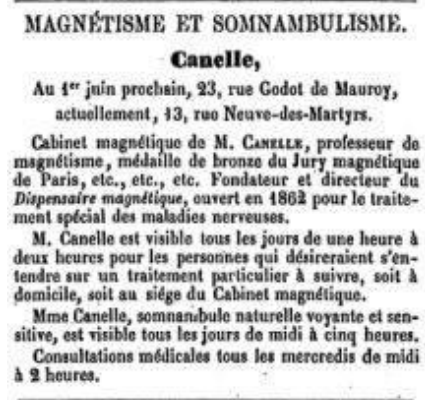 MAGNÉTISME ET SOMNAMBULISME.
Canelle,
Au 1er juin prochain, 23, rue Godot de Mauroy,
actuellement, 13, rue Neuve-des-Martyrs.
Cabinet magnétique de M. CANELLE, professeur de
magnétisme, médaille de bronze du Jury magnétique
de Paris, etc., etc., etc. Fondateur et directeur du
Dispensaire magnétique, ouvert en 1862 pour le traite-
ment spécial des maladies nerveuses.
M. Canelle est visible tous les jours de une heure à
deux heures pour les personnes qui désireraient s'en-
tendre sur un traitement particulier à suivre, soit à
domicile, soit au siége du Cabinet magnétique.
Mme Canelle, somnambule naturelle voyante et sen-
sitive, est visible tous les jours de midi à cinq heures.
Consultations médicales tous les mercredis de midi
à 2 heures.